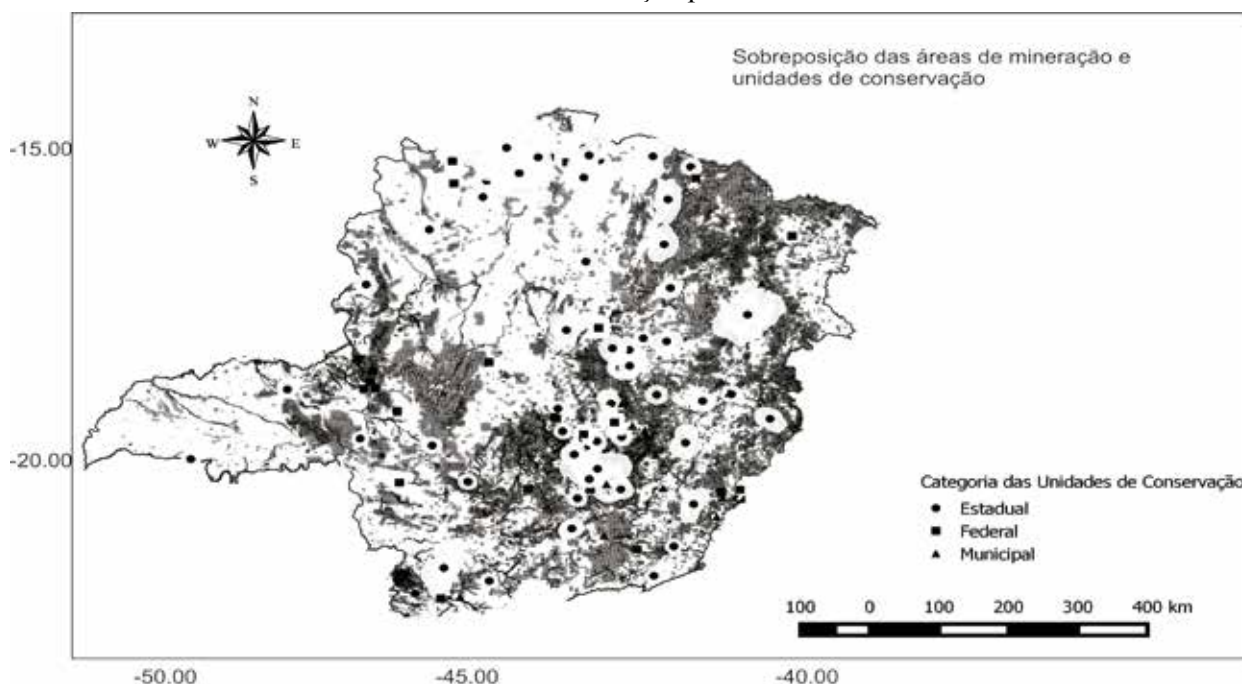 Sobreposição das áreas de mineração e
unidades de conservação
N
W E
S
-15.00
-20.00
Categoria das Unidades de Conservação
Estadual
Federal
Municipal
100 0 100 200 300 400 km
-50.00 -45.00 -40.00